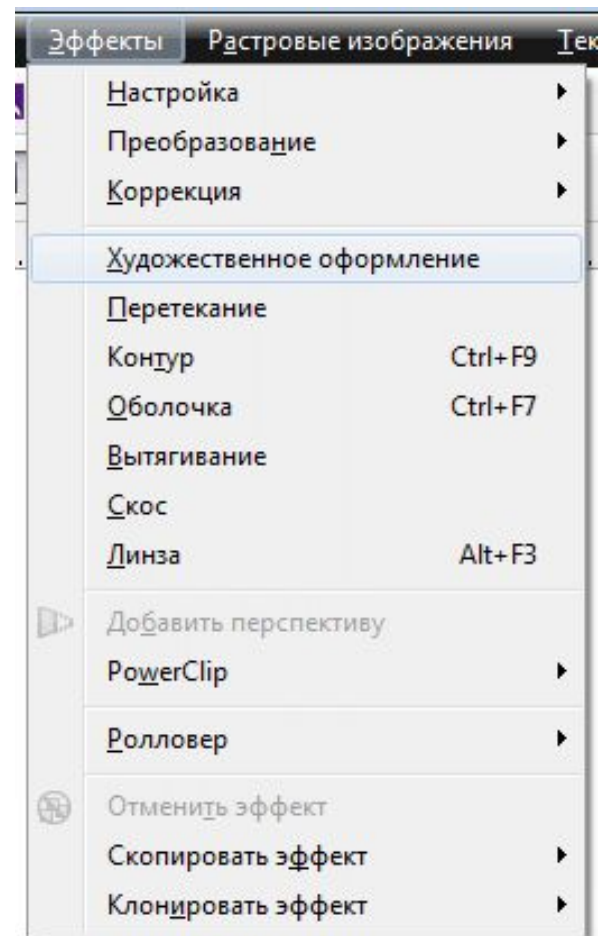 Эффекты Растровые изображения Тек
Настройка
Преобразование
Коррекция
Художественное оформление
Перетекание
Контур Ctrl+F9
Оболочка Ctrl+F7
Вытягивание
Скос
Линза Alt+F3
Добавить перспективу
PowerClip
Ролловер
Отменить эффект
Скопировать эффект
Клонировать эффект